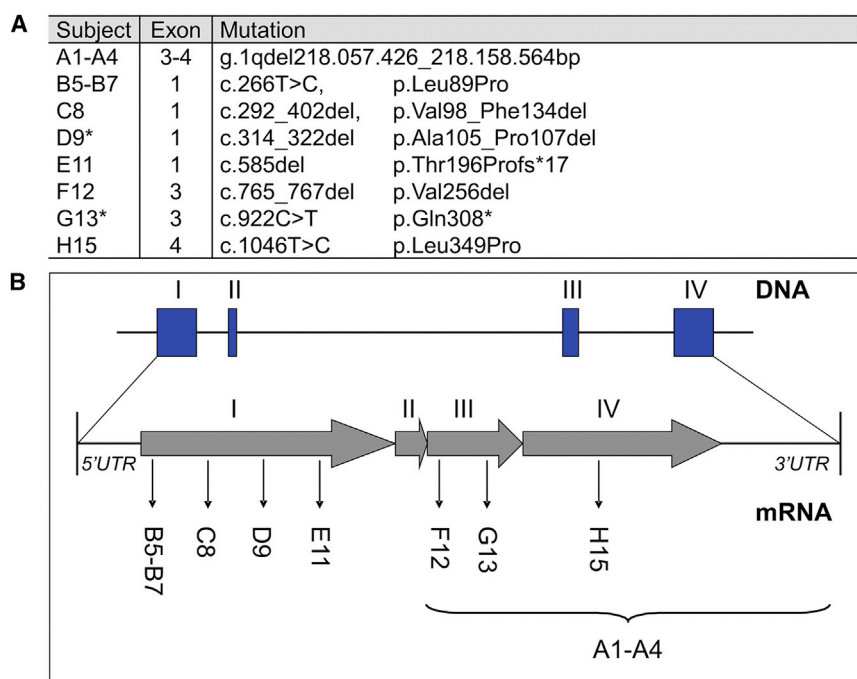 A
Subject Exon Mutation
A1-A4 3-4 g.1qdel218.057.426_218.158.564bp
B5-B7 1 c.266T>C, p.Leu89Pro
C8 1 c.292_402del, p.Val98_Phe134del
D9* 1 c.314_322del p.Ala105_Pro107del
E11 1 c.585del p.Thr196Profs*17
F12 3 c.765_767del p.Val256del
G13* 3 c.922C>T p.Gln308*
H15 4 c.1046T>C p.Leu349Pro
B
I II III IV DNA
I II III IV
5'UTR 3'UTR
mRNA
B5-B7 C8 D9 E11 F12 G13 H15
A1-A4